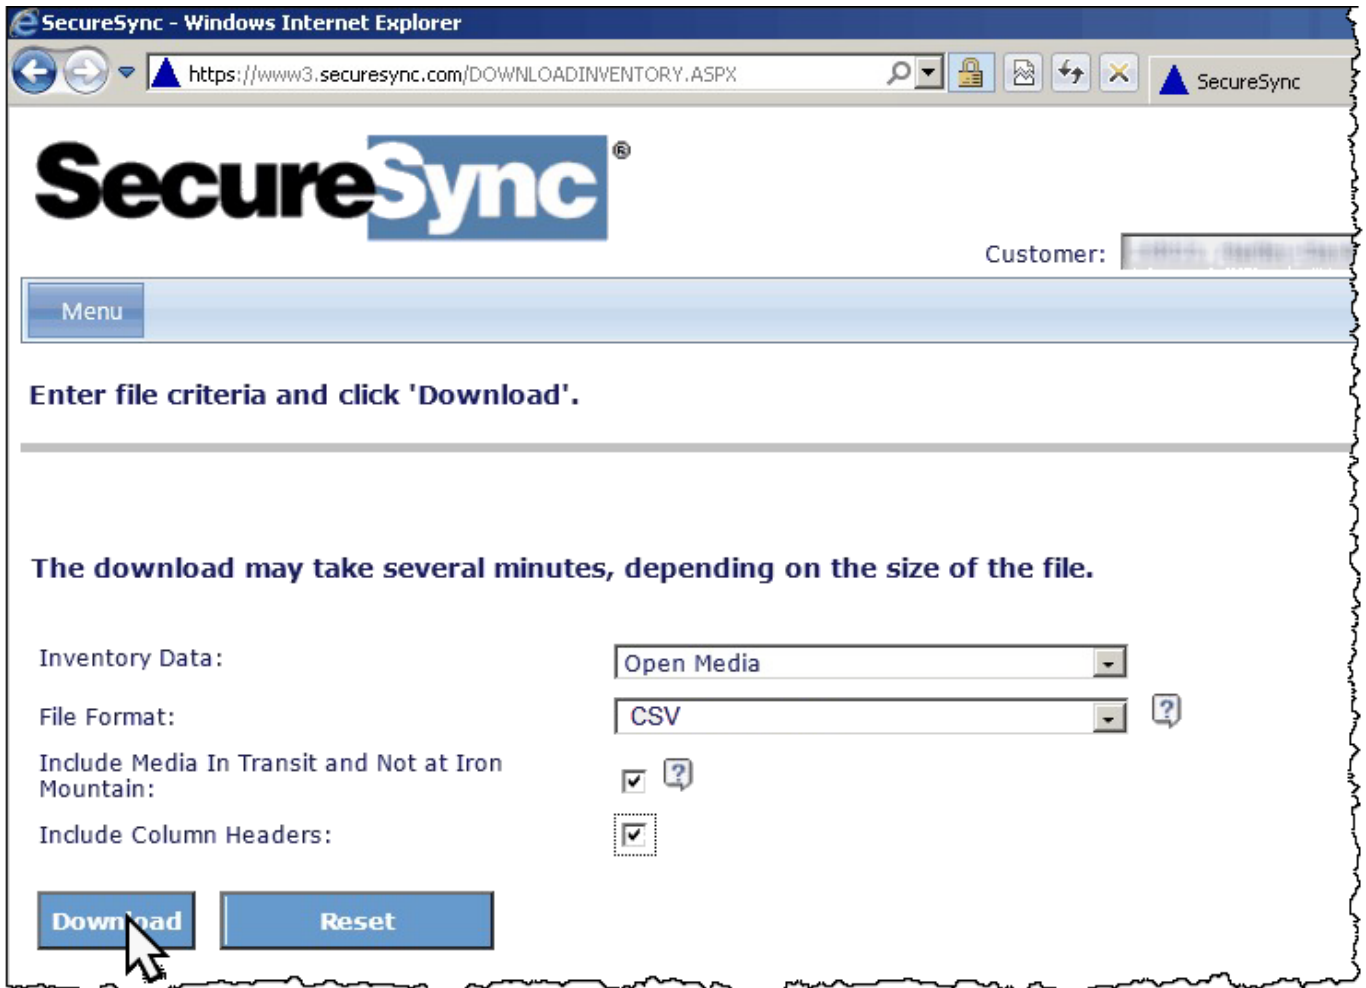 SecureSync - Windows Internet Explorer
https://www3.securesync.com/DOWNLOADINVENTORY.ASPX
SecureSync
SecureSync®
Customer:
Menu
Enter file criteria and click 'Download'.
The download may take several minutes, depending on the size of the file.
Inventory Data:
Open Media
File Format:
CSV
?
Include Media In Transit and Not at Iron
Mountain:
?
Include Column Headers:
Download
Reset